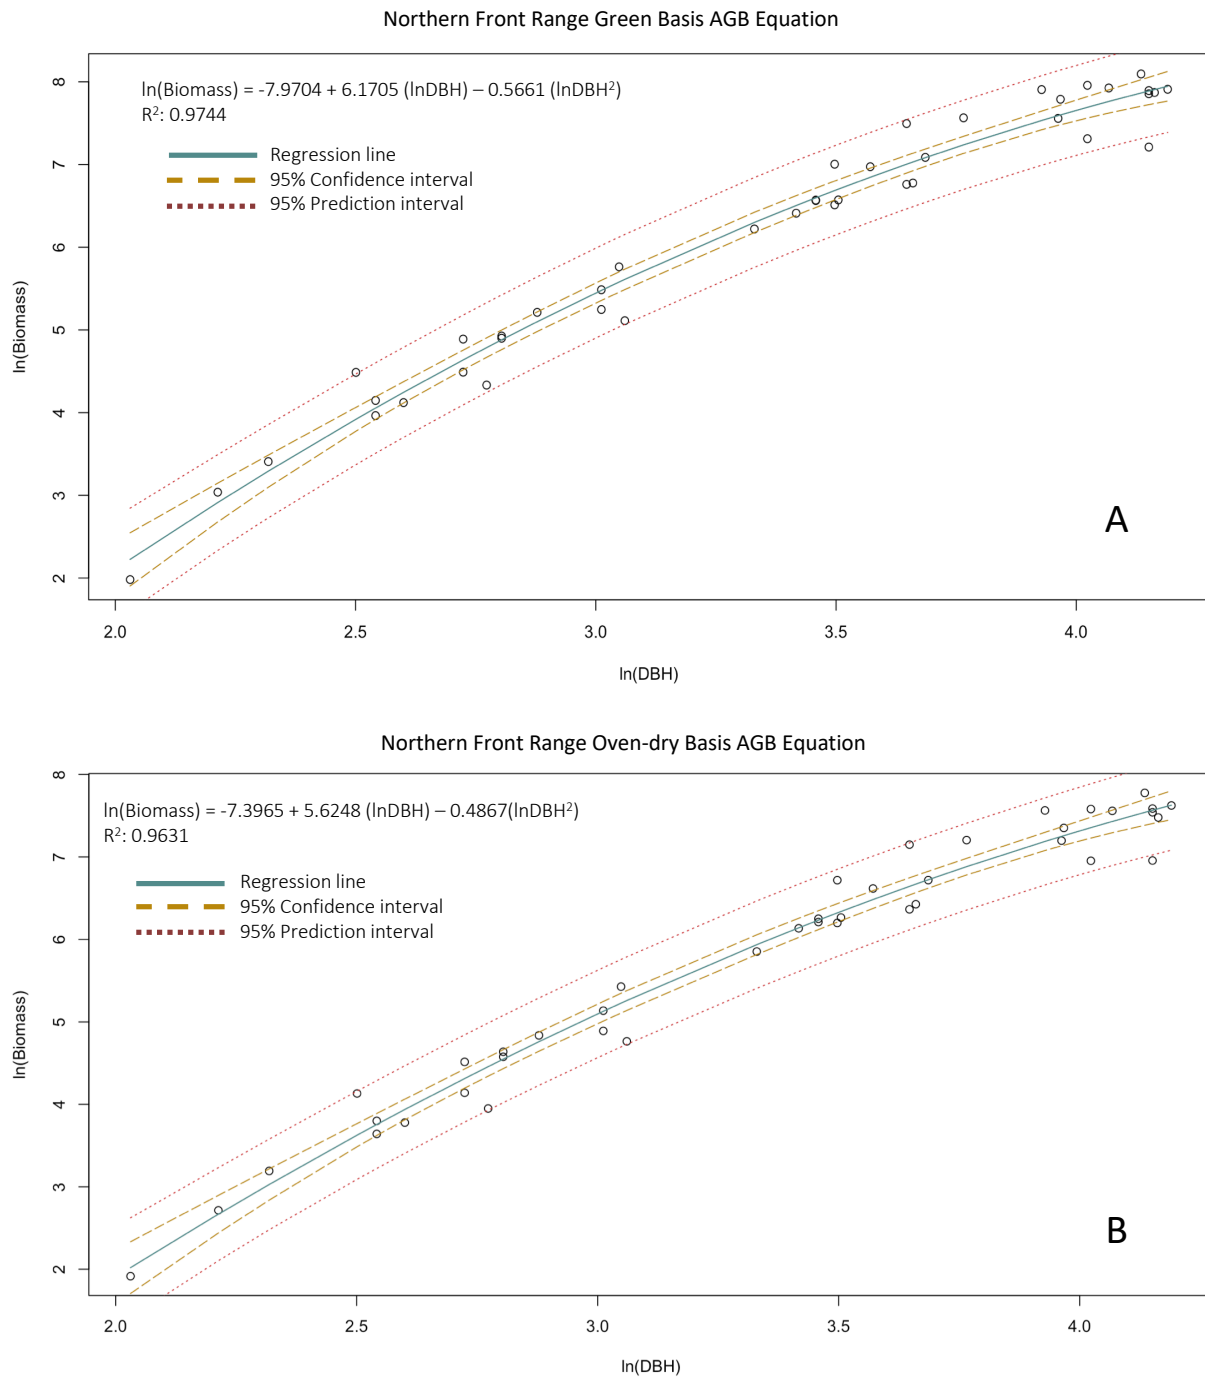 Northern Front Range Green Basis AGB Equation
ln(Biomass) = -7.9704 + 6.1705 (lnDBH) – 0.5661 (lnDBH²)
R²: 0.9744
Regression line
95% Confidence interval
95% Prediction interval
8
7
6
5
4
3
2
ln(Biomass)
A
2.0 2.5 3.0 3.5 4.0
ln(DBH)
Northern Front Range Oven-dry Basis AGB Equation
ln(Biomass) = -7.3965 + 5.6248 (lnDBH) – 0.4867(lnDBH²)
R²: 0.9631
Regression line
95% Confidence interval
95% Prediction interval
8
7
6
5
4
3
2
ln(Biomass)
B
2.0 2.5 3.0 3.5 4.0
ln(DBH)